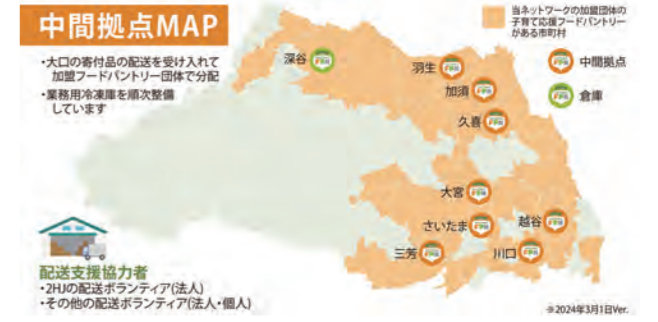 中間拠点MAP
・大口の寄付品の配送を受け入れて
加盟フードパントリー団体で分配
・業務用冷凍庫を順次整備
しています
当ネットワークの加盟団体の
子育て応援フードパントリー
がある市町村
中間拠点
倉庫
深谷
羽生
加須
久喜
大宮
さいたま
越谷
三芳
川口
配送支援協力者
・2HJの配送ボランティア(法人)
・その他の配送ボランティア(法人・個人)
※2024年3月1日Ver.